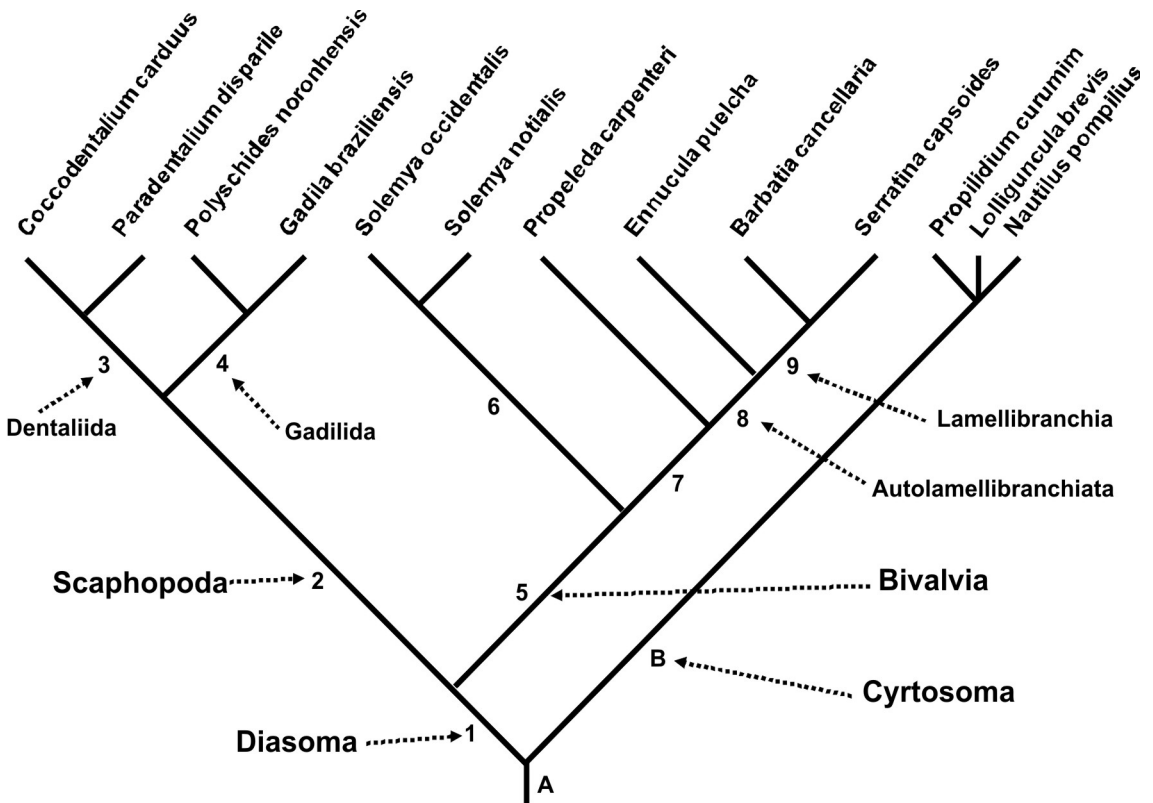 Coccodentalium carduus
Paradentalium disparile
Polyschides noronhensis
Gadila braziliensis
Solemya occidentalis
Solemya notialis
Propeleda carpenteri
Ennucula puelcha
Barbatia cancellaria
Serratina capsoides
Propilidium curumim
Lolliguncula brevis
Nautilus pompilius
3
4
9
Dentaliida
Gadilida
6
8
Lamellibranchia
7
Autolamellibranchiata
Scaphopoda
2
5
Bivalvia
B
Cyrtosoma
Diasoma
1
A